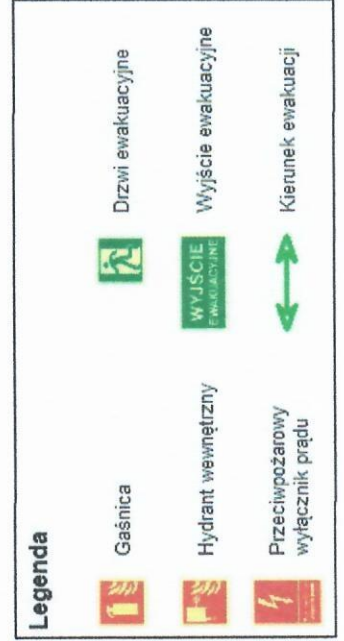 Legenda
Gaśnica
Drzwi ewakuacyjne
Hydrant wewnętrzny
WYJŚCIE
EWAKUACYJNE
Wyjście ewakuacyjne
Przeciwpożarowy
wyłącznik prądu
Kierunek ewakuacji